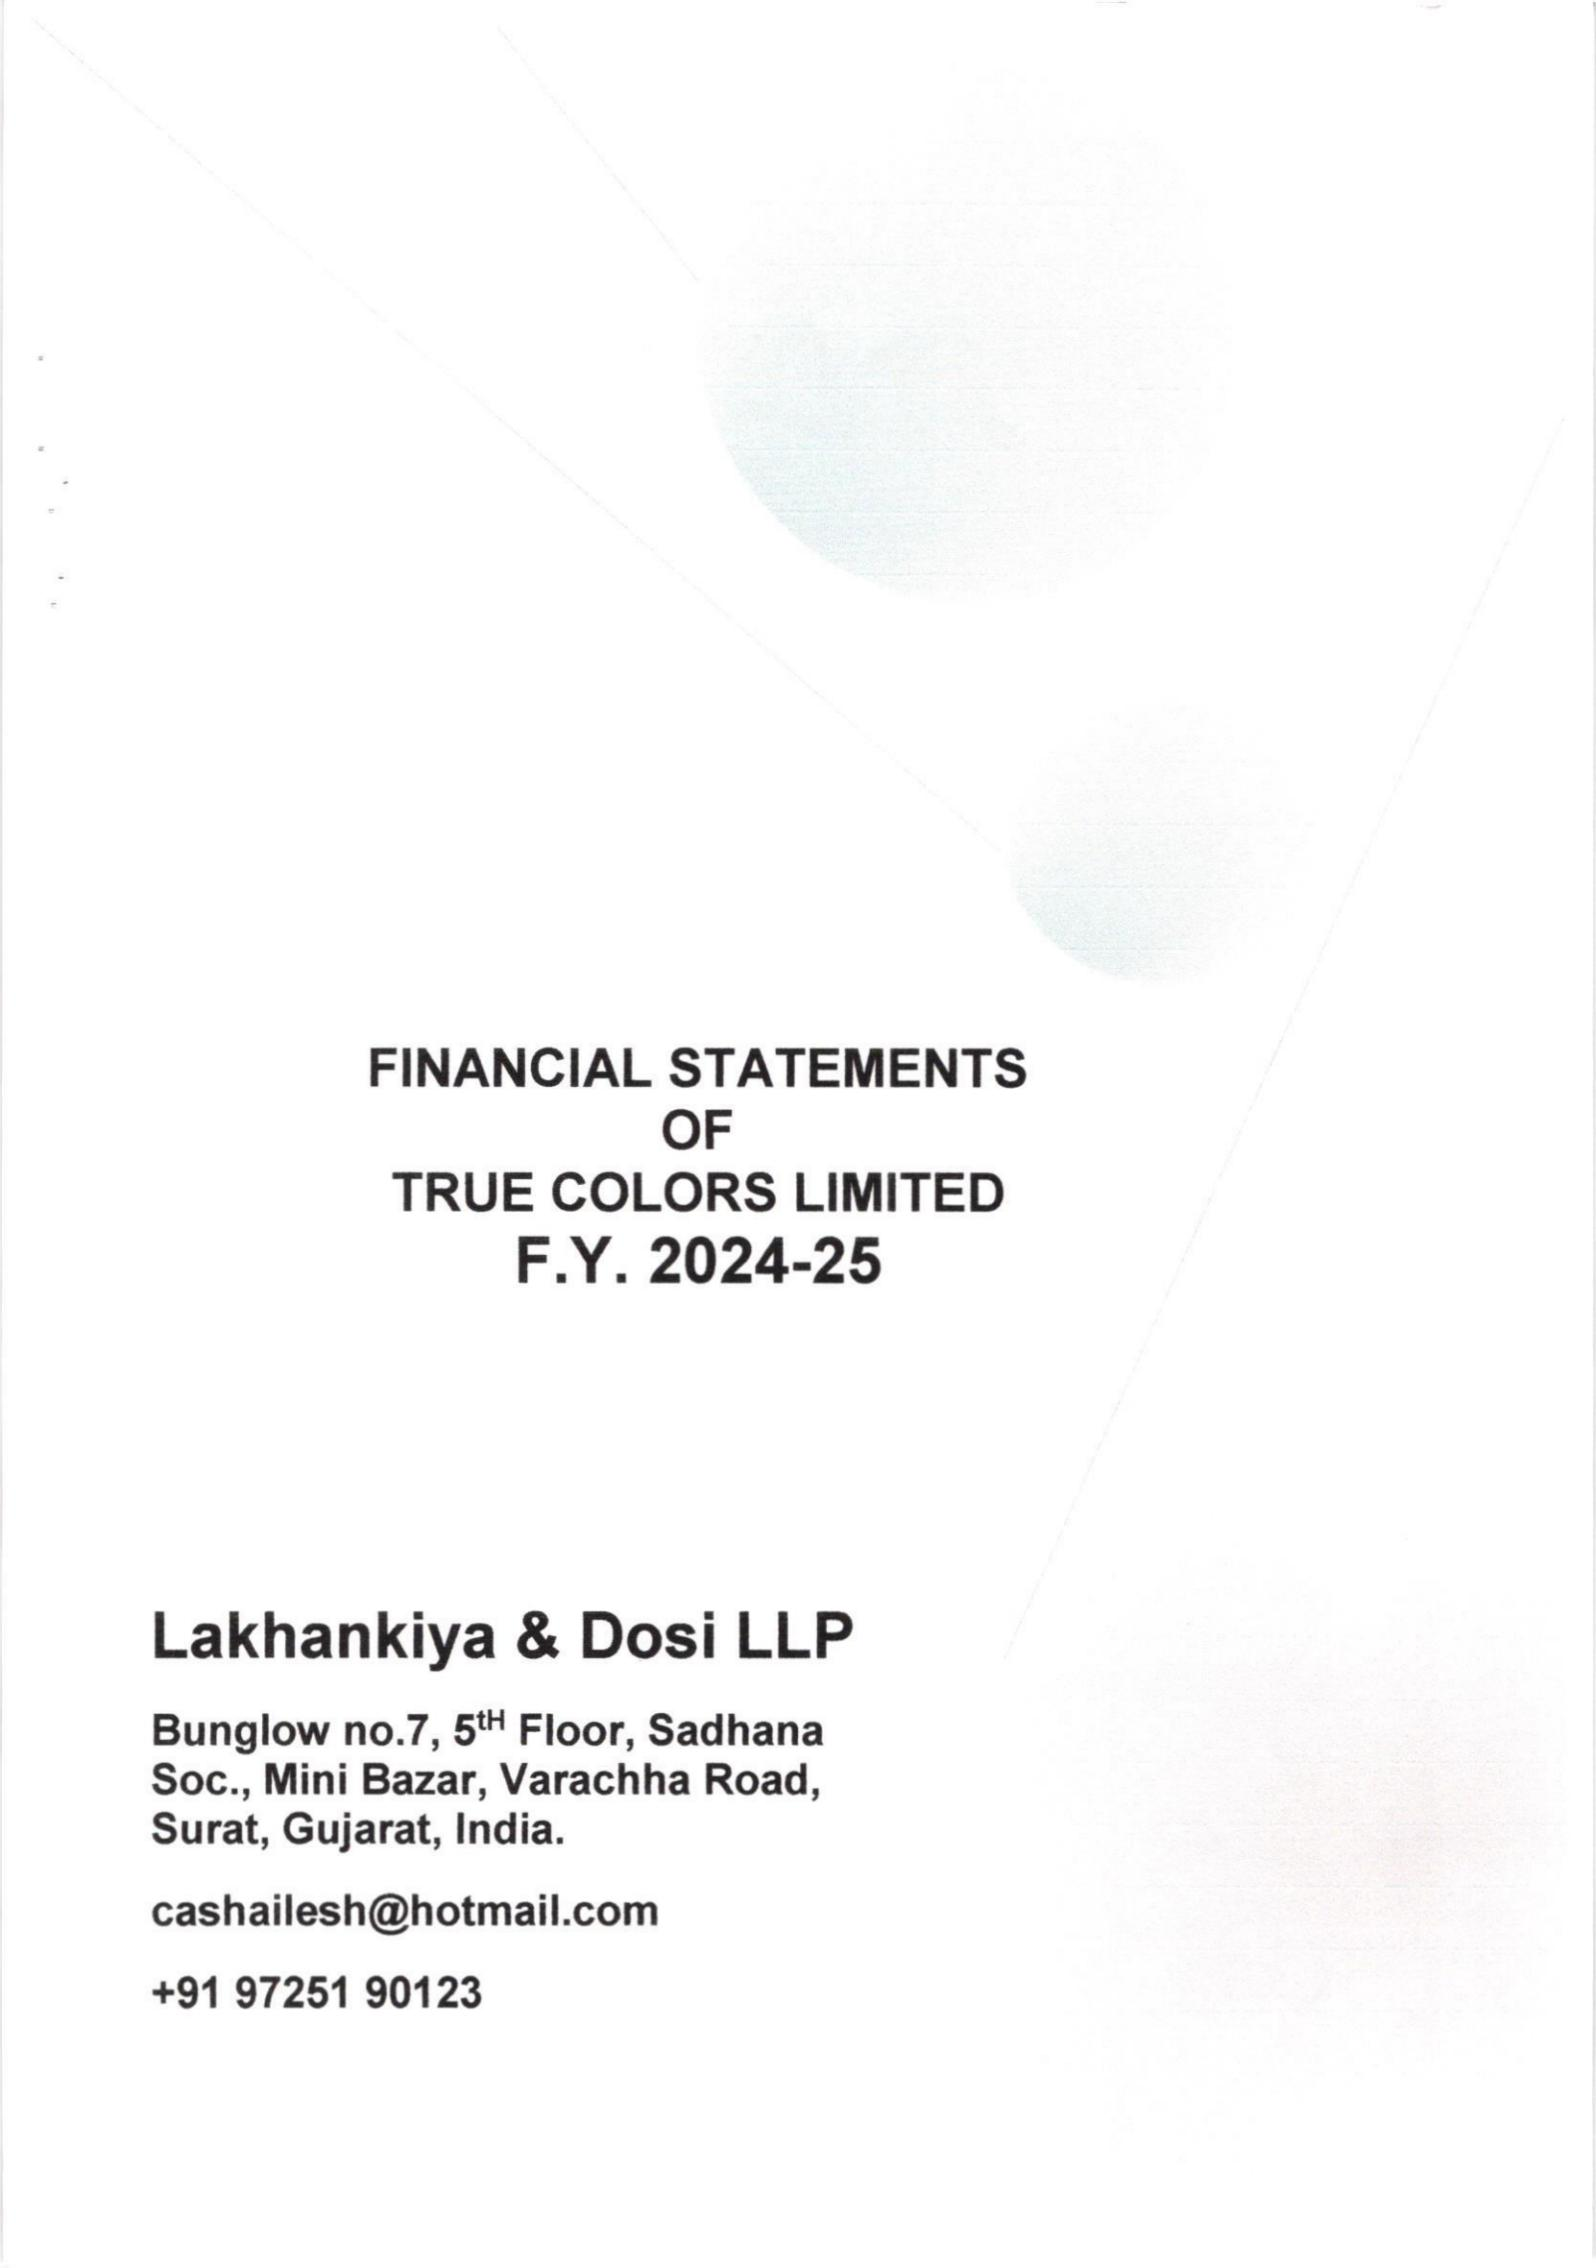 FINANCIAL STATEMENTS
OF
TRUE COLORS LIMITED
F.Y. 2024-25
Lakhankiya & Dosi LLP
Bunglow no.7, 5tH Floor, Sadhana
Soc., Mini Bazar, Varachha Road,
Surat, Gujarat, India.
cashailesh@hotmail.com
+91 97251 90123